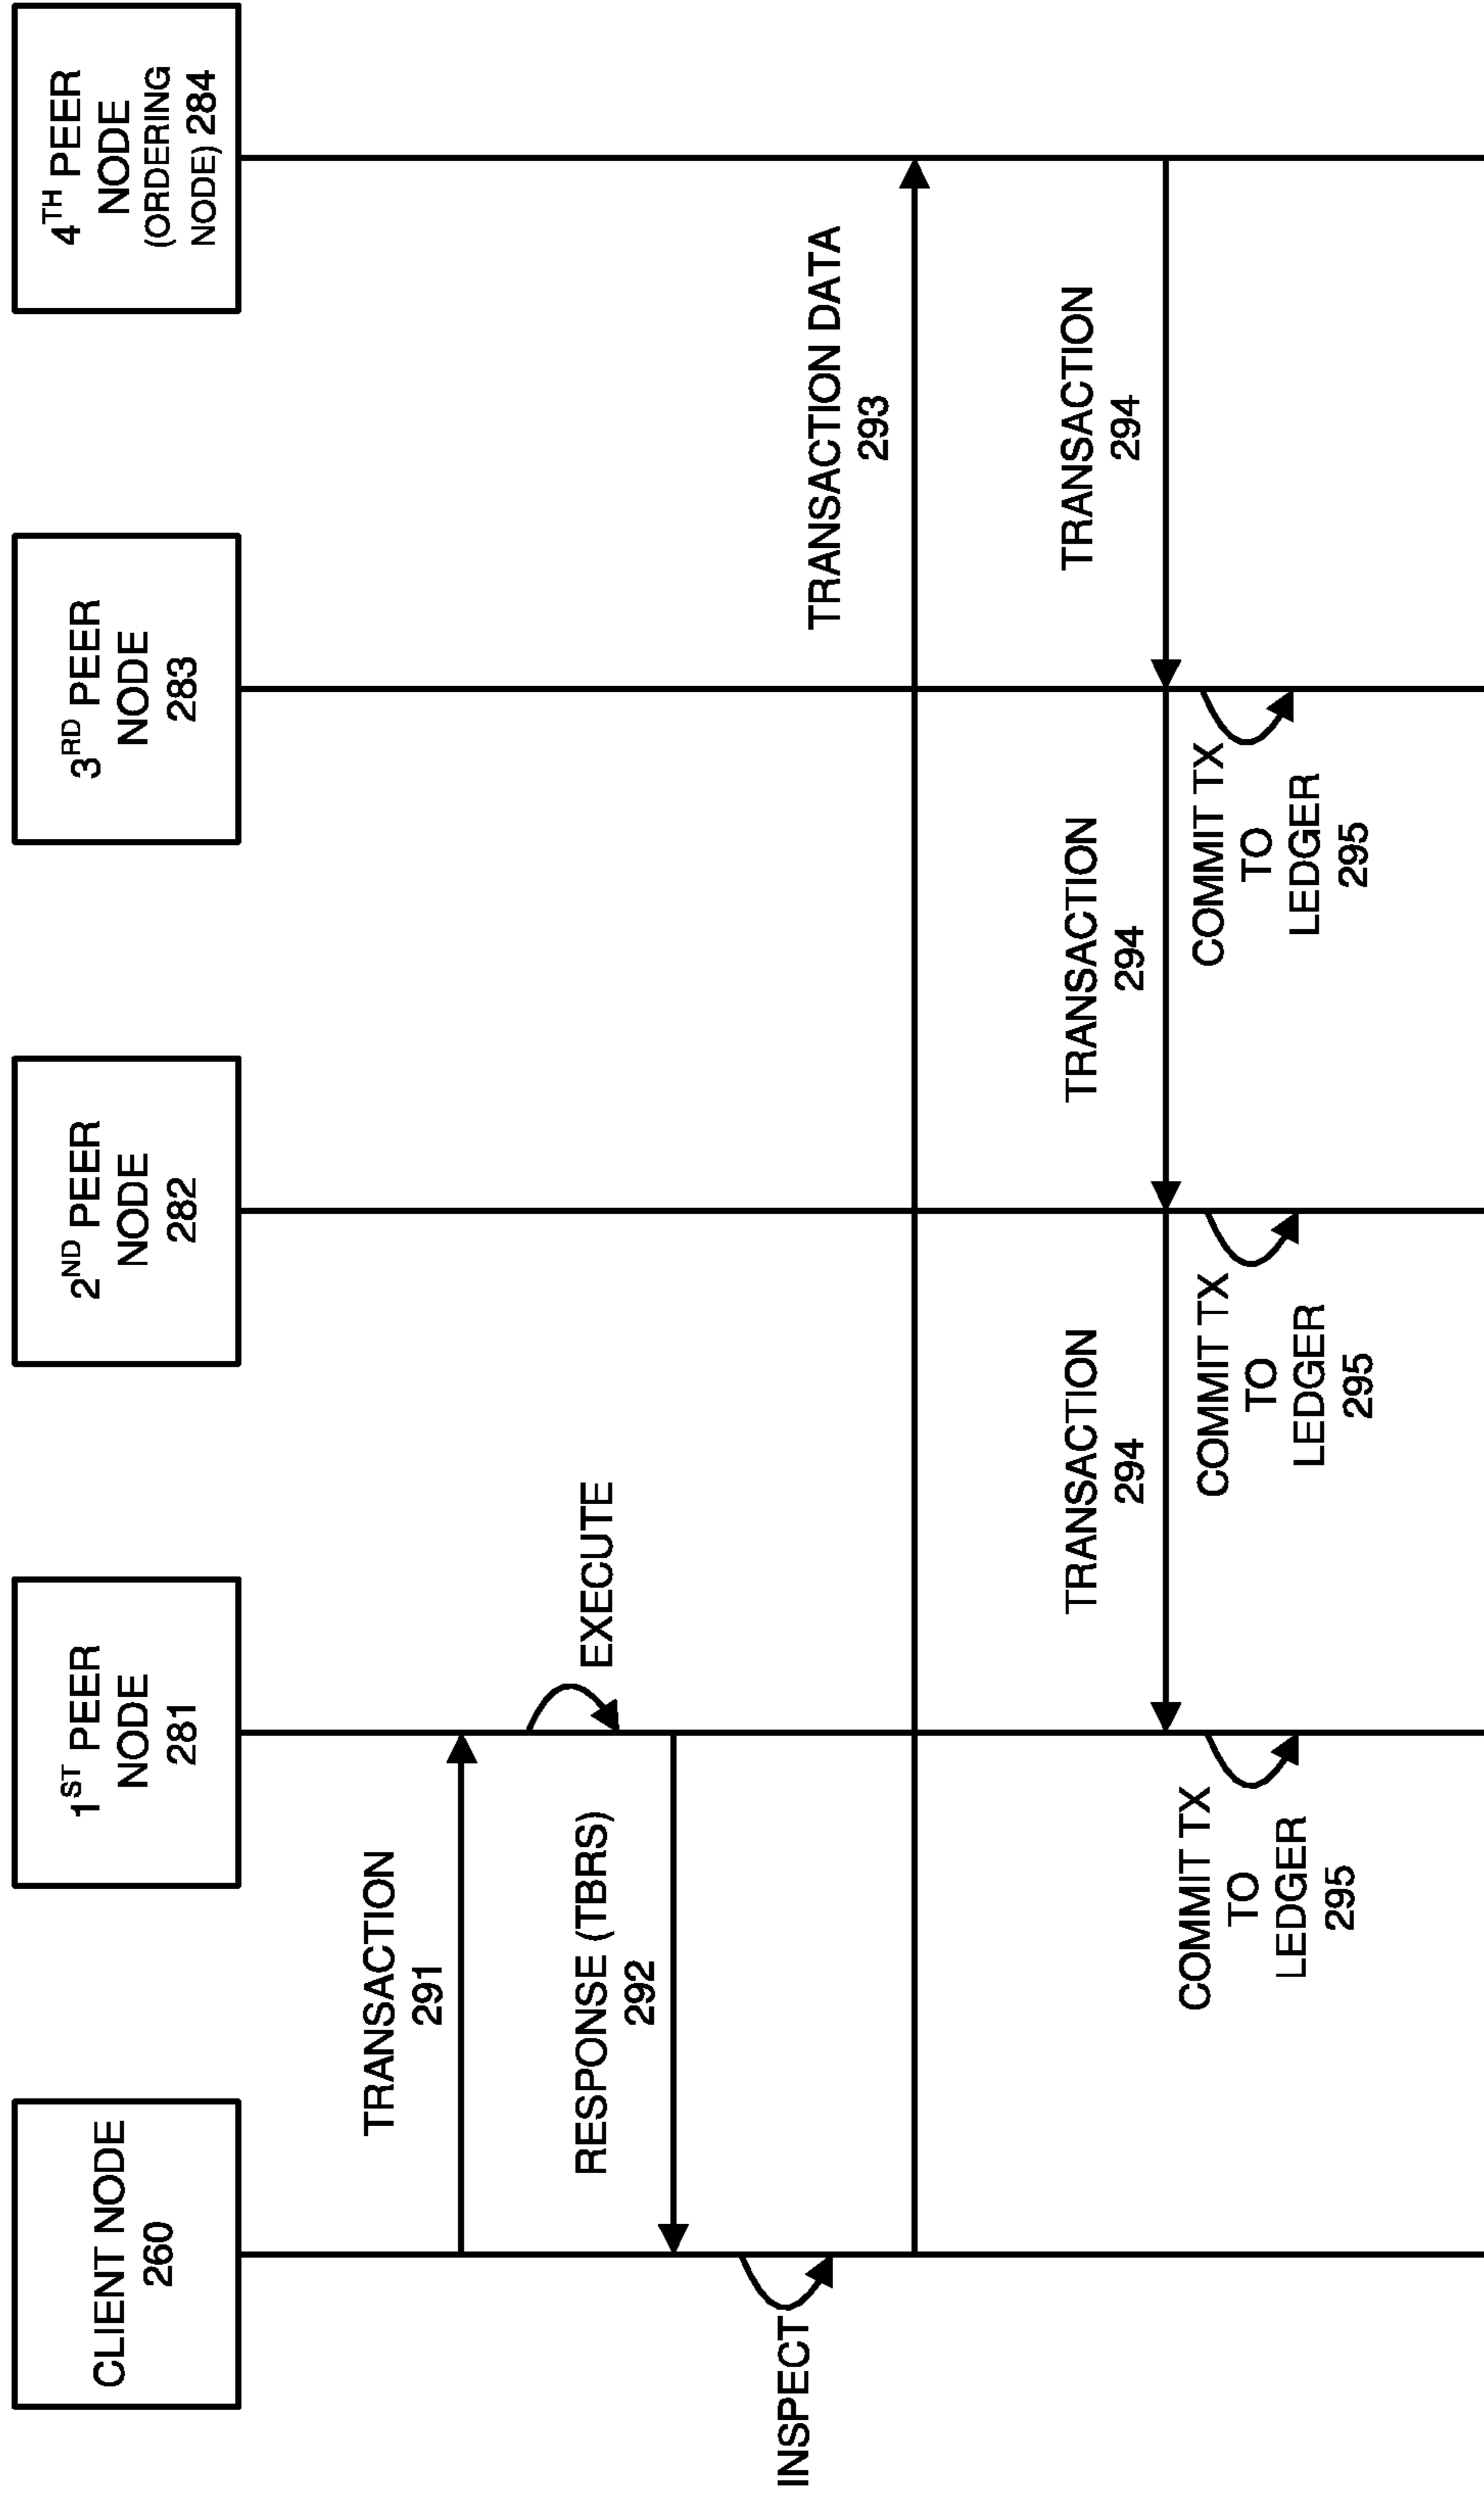 CLIENT NODE
260
1ST PEER
NODE
281
2ND PEER
NODE
282
3RD PEER
NODE
283
4TH PEER
NODE
(ORDERING
NODE) 284
TRANSACTION
291
EXECUTE
RESPONSE (TBRS)
292
INSPECT
TRANSACTION DATA
293
TRANSACTION
294
TRANSACTION
294
TRANSACTION
294
COMMIT TX
TO
LEDGER
295
COMMIT TX
TO
LEDGER
295
COMMIT TX
TO
LEDGER
295